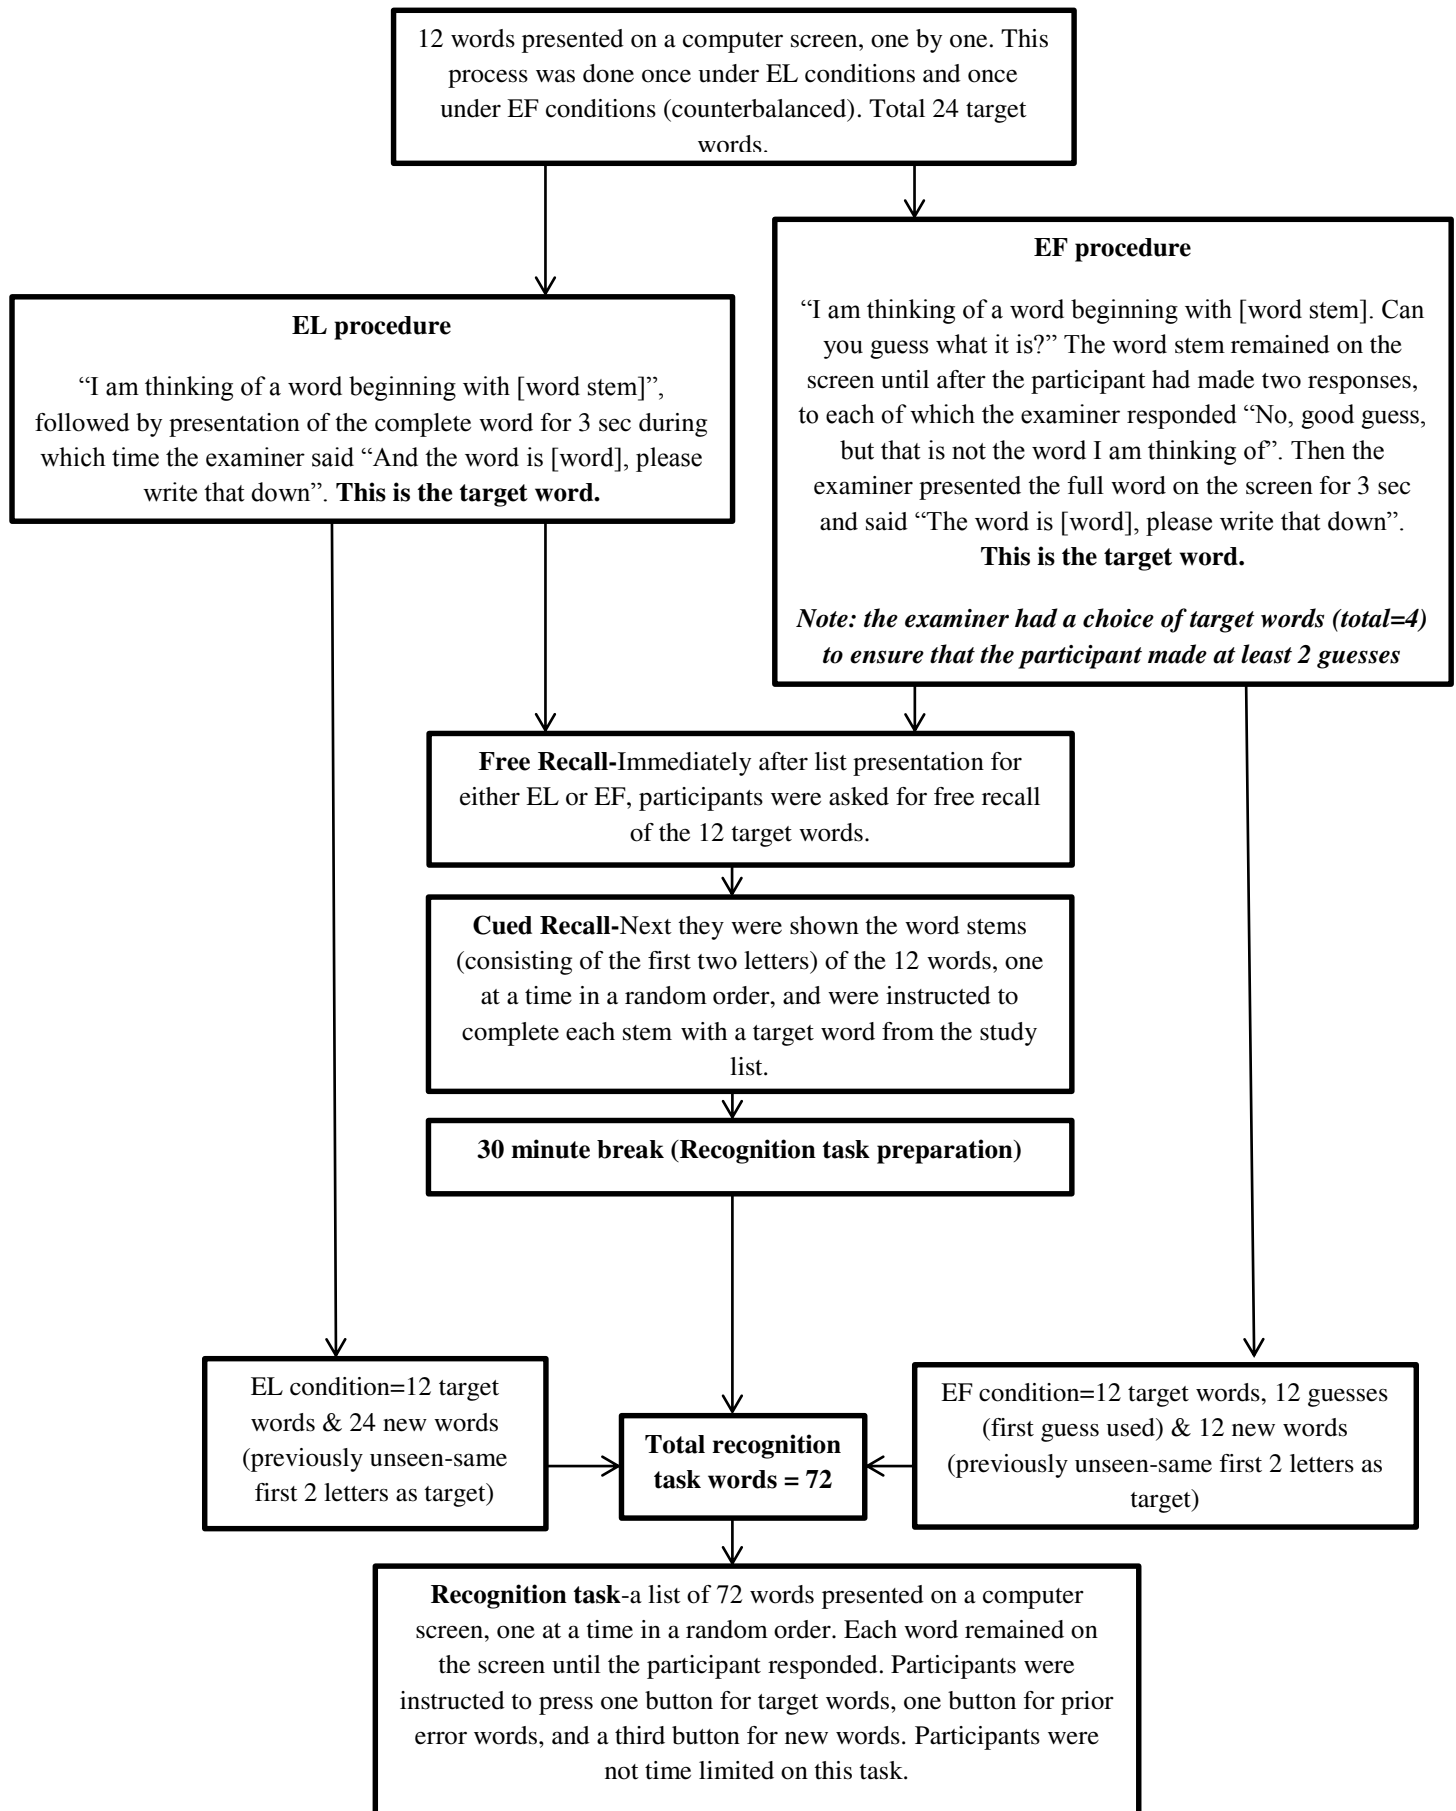 12 words presented on a computer screen, one by one. This
process was done once under EL conditions and once
under EF conditions (counterbalanced). Total 24 target
words.
EF procedure
“I am thinking of a word beginning with [word stem]. Can
you guess what it is?” The word stem remained on the
screen until after the participant had made two responses,
to each of which the examiner responded “No, good guess,
but that is not the word I am thinking of”. Then the
examiner presented the full word on the screen for 3 sec
and said “The word is [word], please write that down”.
This is the target word.
Note: the examiner had a choice of target words (total=4)
to ensure that the participant made at least 2 guesses
EL procedure
“I am thinking of a word beginning with [word stem]”,
followed by presentation of the complete word for 3 sec during
which time the examiner said “And the word is [word], please
write that down”. This is the target word.
Free Recall-Immediately after list presentation for
either EL or EF, participants were asked for free recall
of the 12 target words.
Cued Recall-Next they were shown the word stems
(consisting of the first two letters) of the 12 words, one
at a time in a random order, and were instructed to
complete each stem with a target word from the study
list.
30 minute break (Recognition task preparation)
EL condition=12 target
words & 24 new words
(previously unseen-same
first 2 letters as target)
Total recognition
task words = 72
EF condition=12 target words, 12 guesses
(first guess used) & 12 new words
(previously unseen-same first 2 letters as
target)
Recognition task-a list of 72 words presented on a computer
screen, one at a time in a random order. Each word remained on
the screen until the participant responded. Participants were
instructed to press one button for target words, one button for prior
error words, and a third button for new words. Participants were
not time limited on this task.